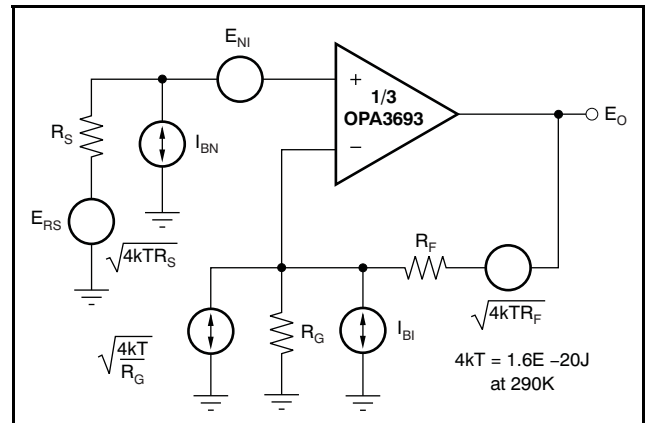 E_NI
+
1/3
OPA3693
−
E_O
R_S
I_BN
E_RS
√4kTR_S
R_F
√4kTR_F
R_G
I_BI
√4kT/R_G
4kT = 1.6E −20J
at 290K